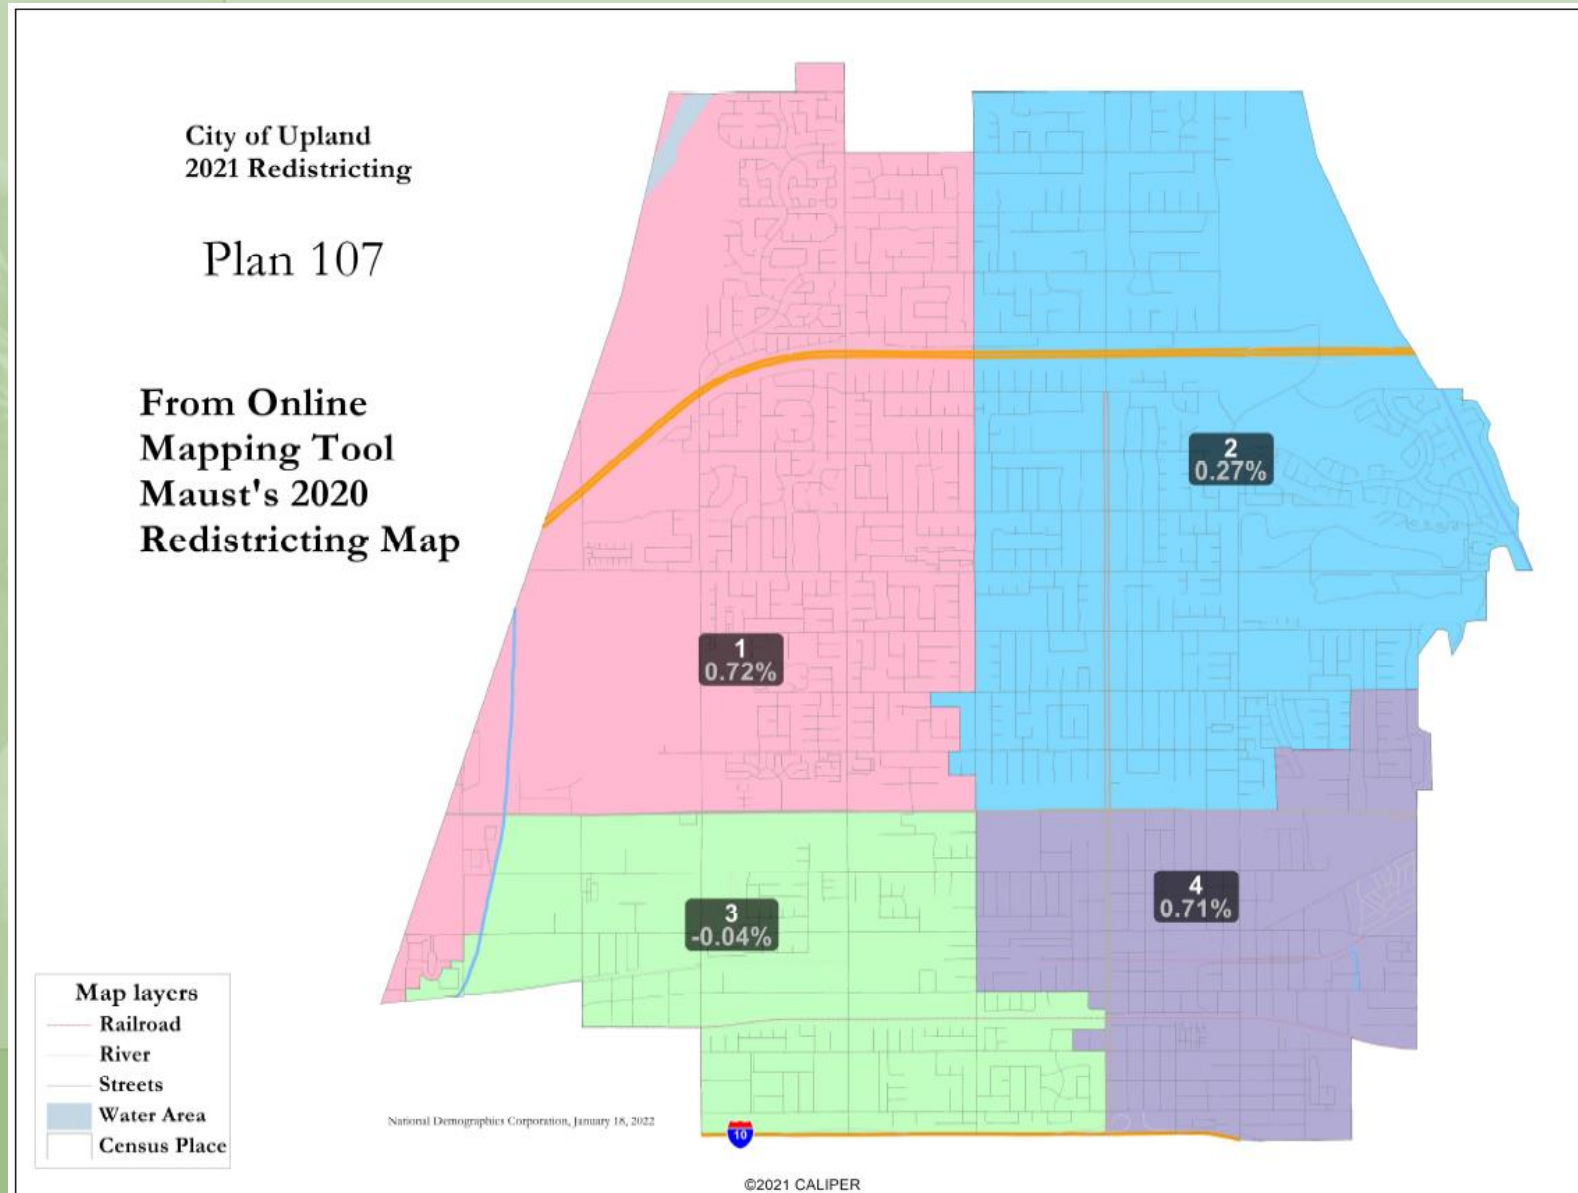 City of Upland
2021 Redistricting
Plan 107
From Online
Mapping Tool
Maust's 2020
Redistricting Map
2
0.27%
1
0.72%
4
0.71%
3
-0.04%
Map layers
Railroad
River
Streets
Water Area
Census Place
National Demographics Corporation, January 18, 2022
10
©2021 CALIPER